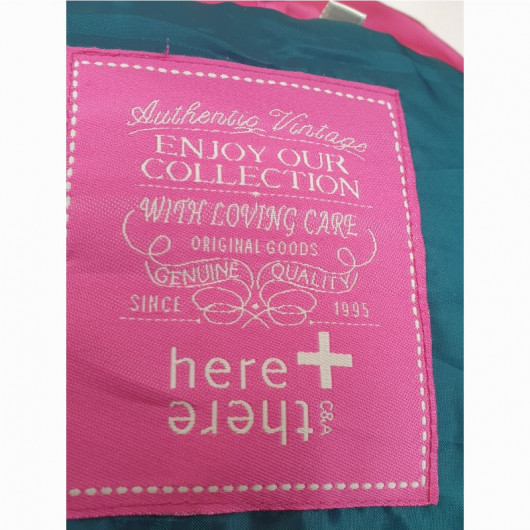 Authentic Vintage
ENJOY OUR
COLLECTION
WITH LOVING CARE
ORIGINAL GOODS
GENUINE QUALITY
SINCE 1995
here +
there
C&A